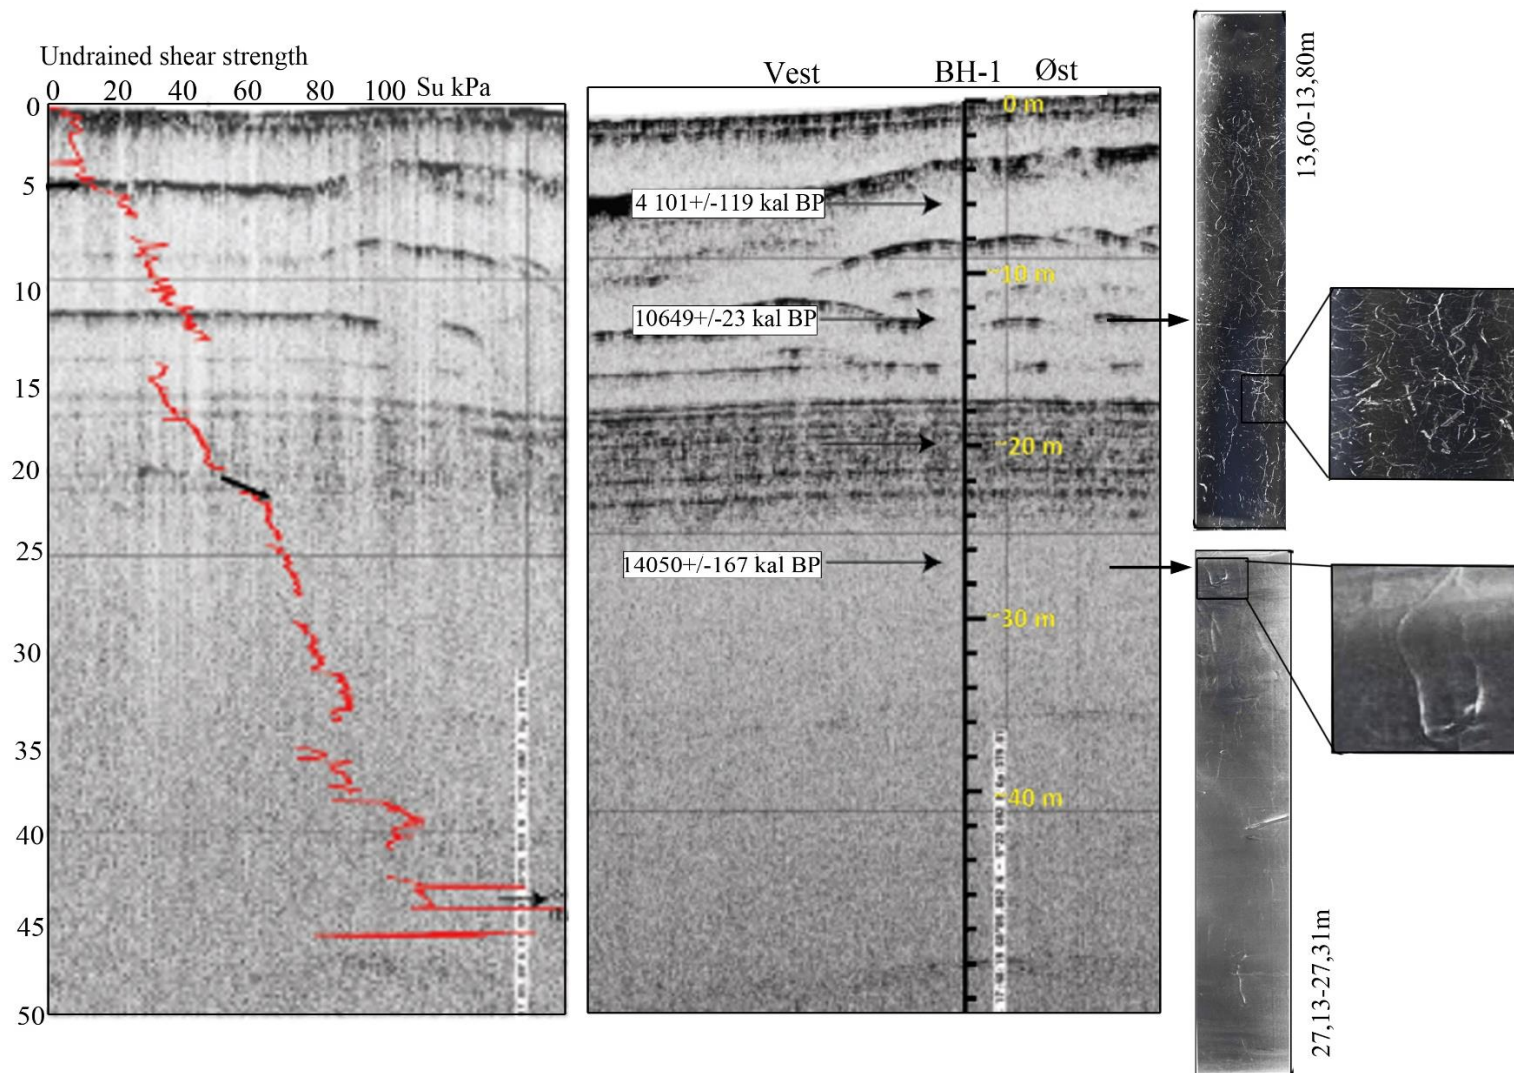 Undrained shear strength
0 20 40 60 80 100 Su kPa
0
5
10
15
20
25
30
35
40
45
50
Vest BH-1 Øst
0 m
4 101+/-119 kal BP
~10 m
10649+/-23 kal BP
~20 m
14050+/-167 kal BP
~30 m
~40 m
13,60-13,80m
27,13-27,31m